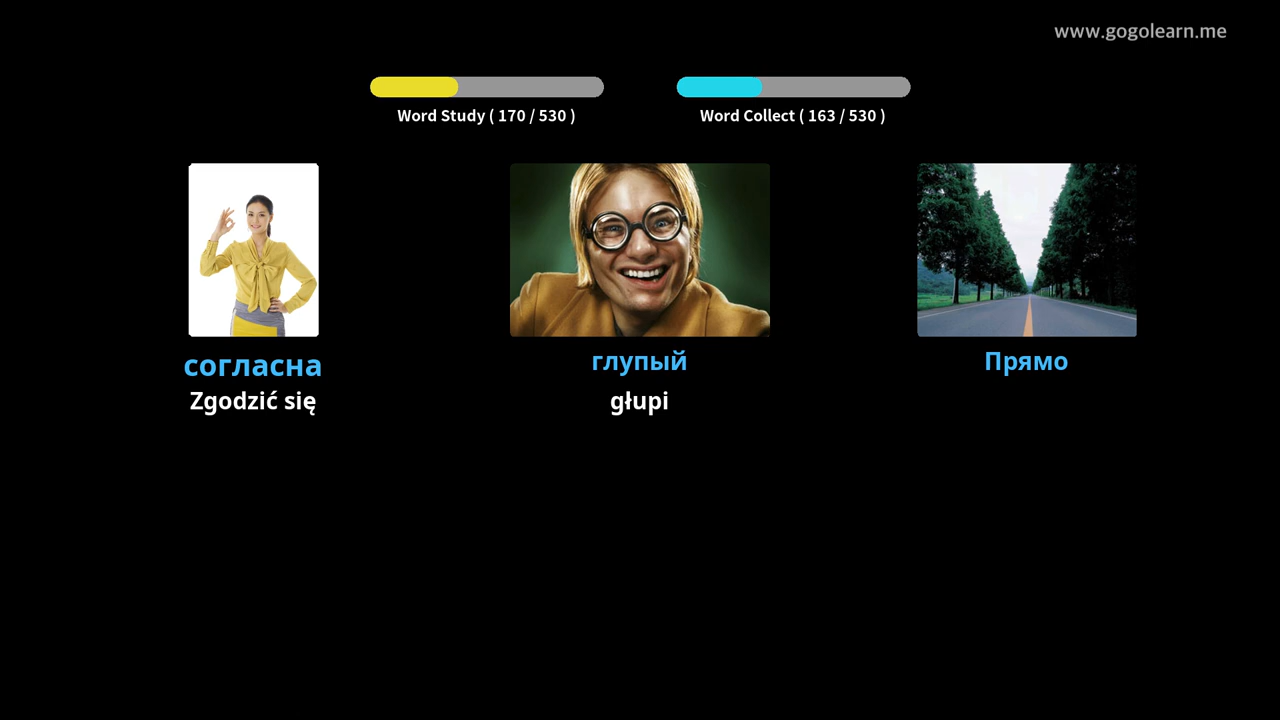 www.gogolearn.me
Word Study ( 170 / 530 )
Word Collect ( 163 / 530 )
согласна
Zgodzić się
глупый
głupi
Прямо